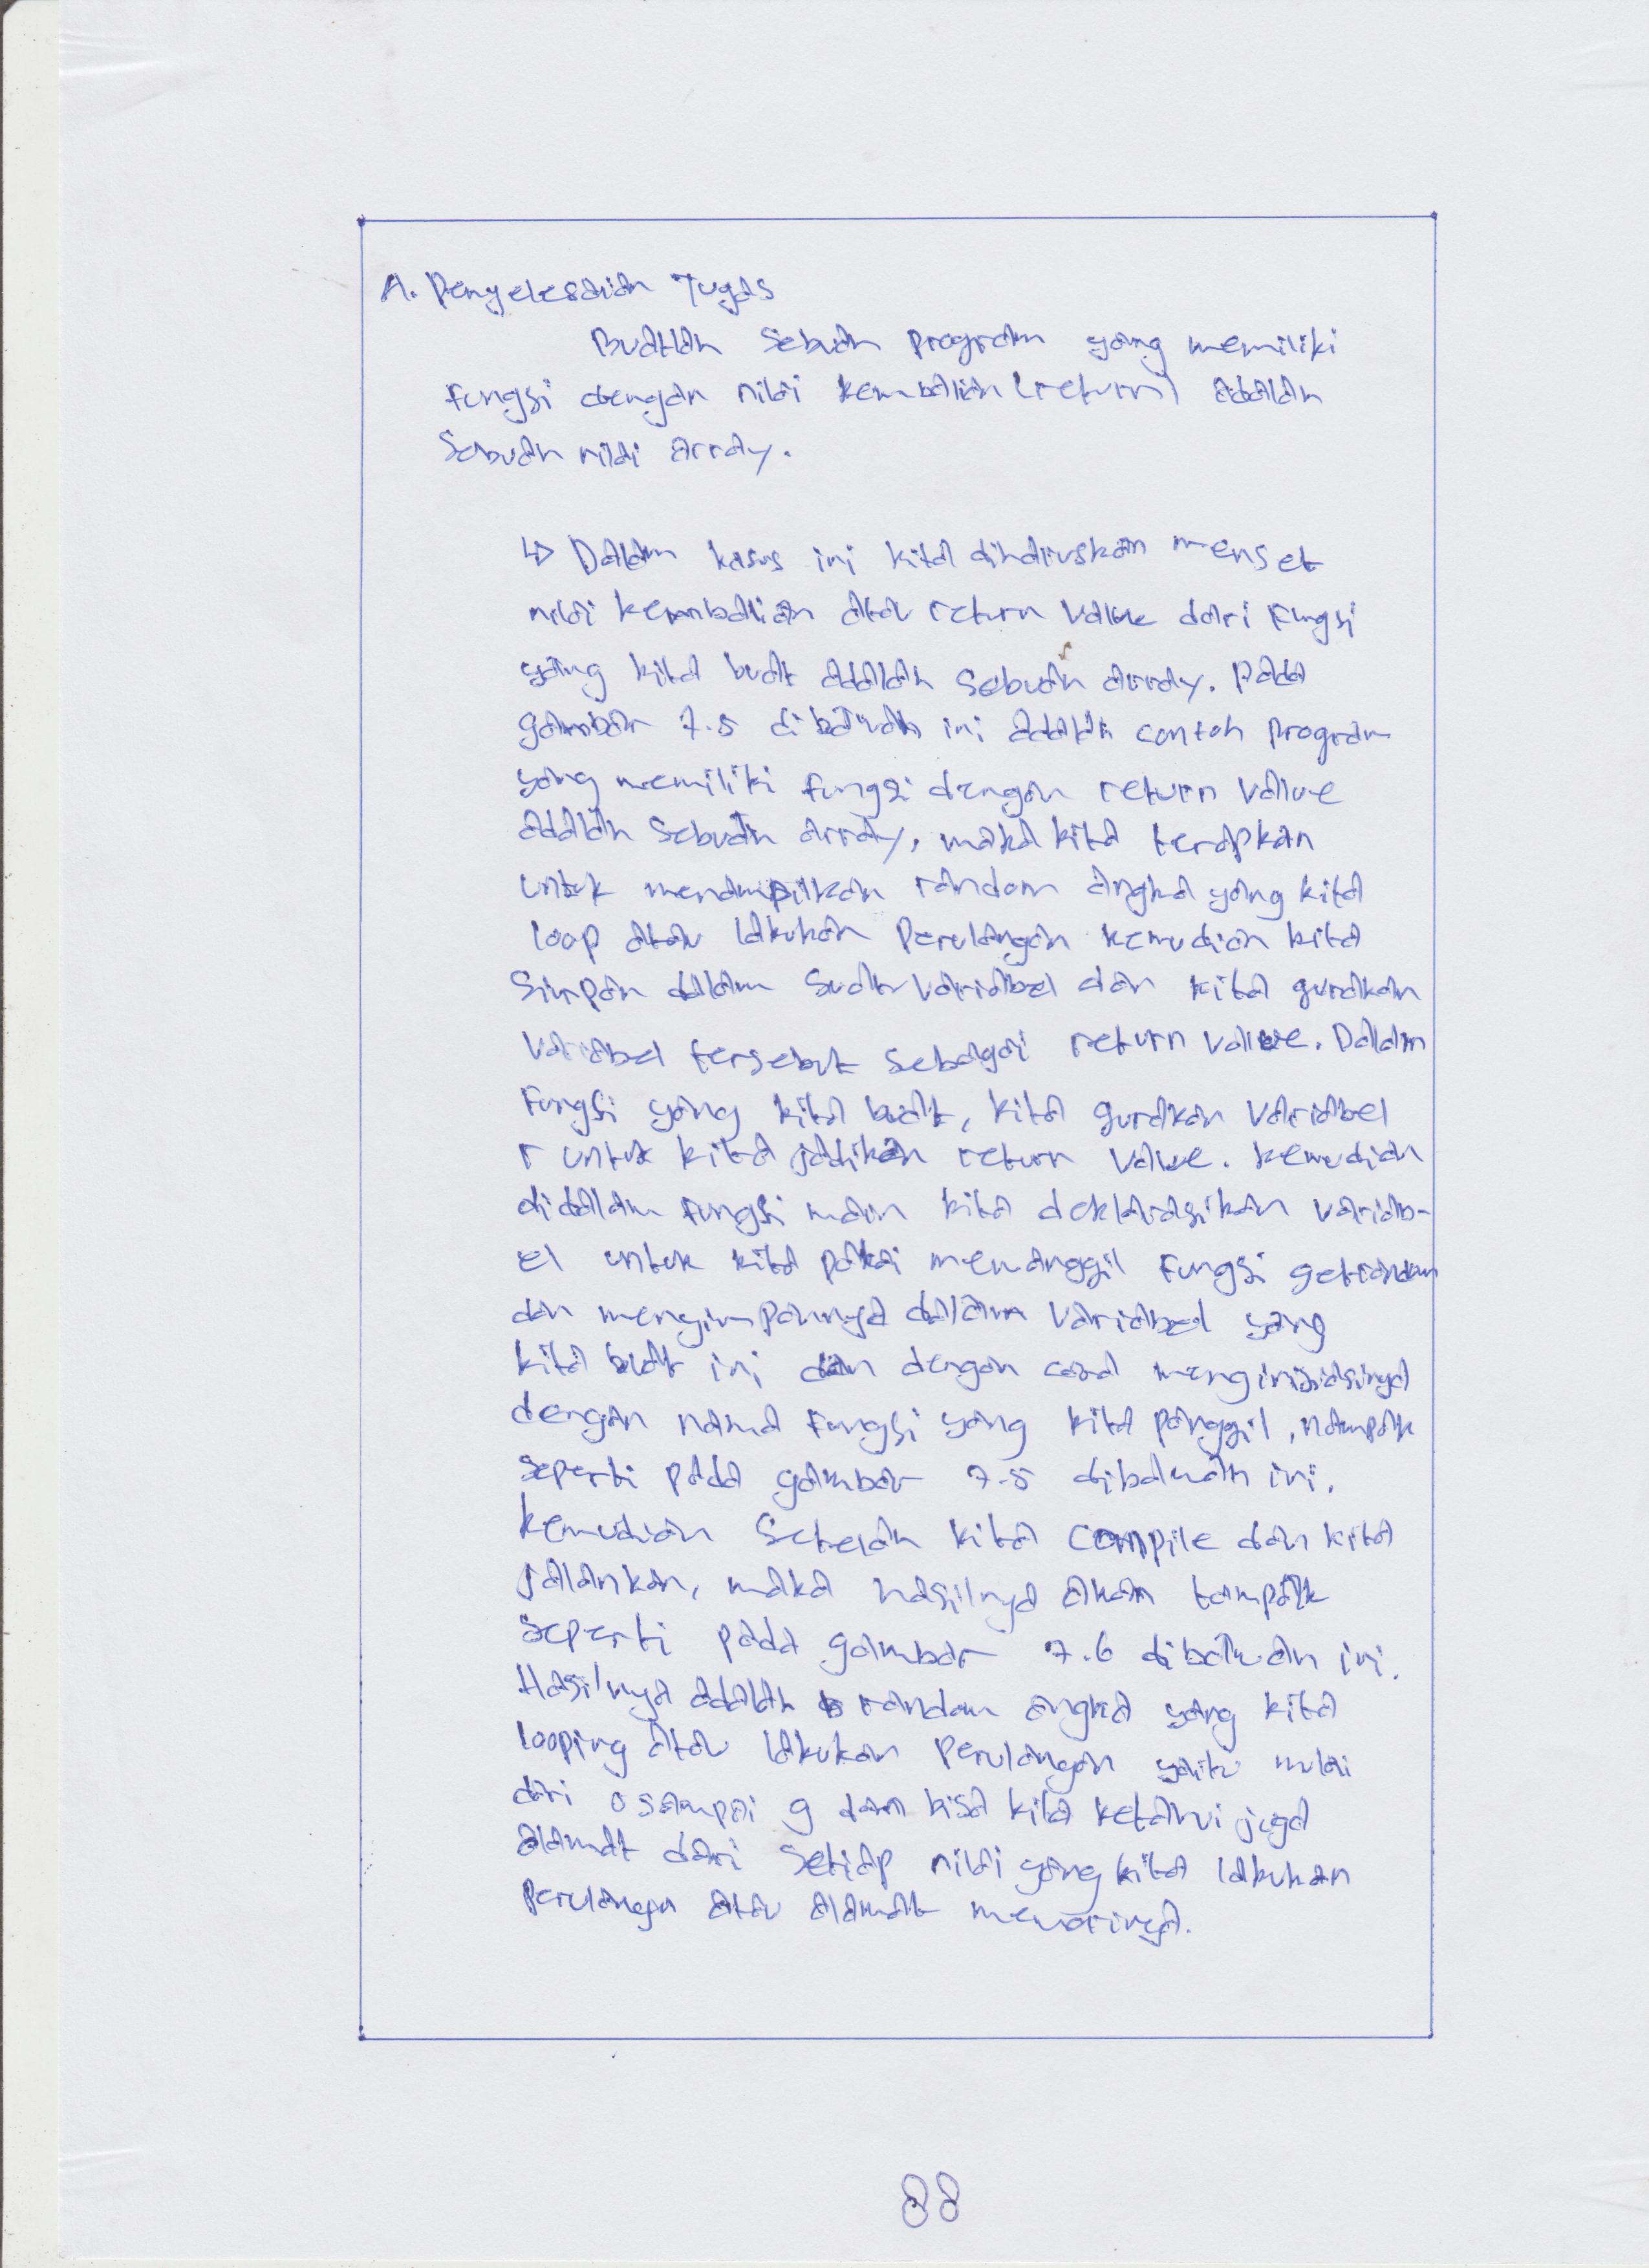 A. Penyelesaian Tugas
Buatlah sebuah program yang memiliki
fungsi dengan nilai kembalian (return) adalah
sebuah nilai array.
↳ Dalam kasus ini kita diharuskan menset
nilai kembalian atau return value dari fungsi
yang kita buat adalah sebuah array. Pada
gambar 7.5 dibawah ini adalah contoh program
yang memiliki fungsi dengan return value
adalah sebuah array, maka kita terapkan
untuk menampilkan random angka yang kita
loop atau lakukan perulangan kemudian kita
simpan dalam suatu variabel dan kita gunakan
variabel tersebut sebagai return value. Dalam
fungsi yang kita buat, kita gunakan variabel
r untuk kita jadikan return value. kemudian
didalam fungsi main kita deklarasikan variab-
el untuk kita pakai memanggil fungsi getrandom
dan menyimpannya dalam variabel yang
kita buat ini dan dengan cara menginisiasinya
dengan nama fungsi yang kita panggil, nampak
seperti pada gambar 7.5 dibawah ini.
kemudian setelah kita compile dan kita
jalankan, maka hasilnya akan tampak
seperti pada gambar 7.6 dibawah ini.
Hasilnya adalah random angka yang kita
looping atau lakukan perulangan yaitu mulai
dari 0 sampai 9 dan bisa kita ketahui juga
alamat dari setiap nilai yang kita lakukan
perulangan atau alamat memorinya.
88